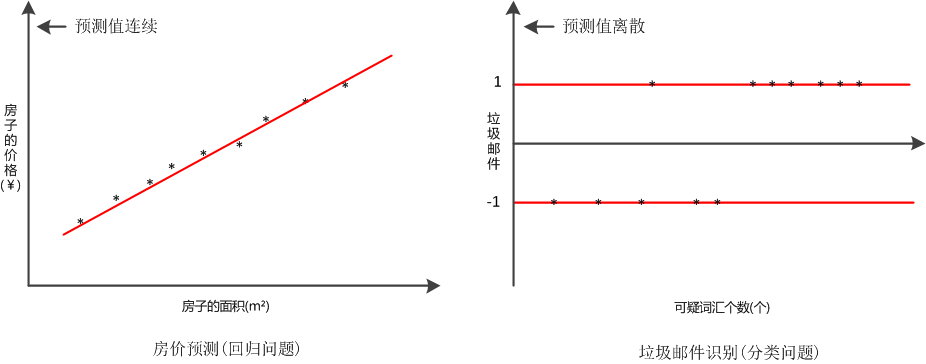 预测值连续
房子的价格(¥)
房子的面积(m²)
房价预测(回归问题)
预测值离散
1
垃圾邮件
-1
可疑词汇个数(个)
垃圾邮件识别(分类问题)